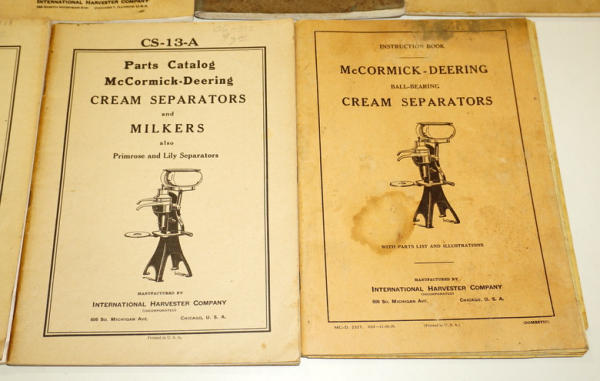 INTERNATIONAL HARVESTER COMPANY
CS-13-A
Parts Catalog
McCormick-Deering
CREAM SEPARATORS
and
MILKERS
also
Primrose and Lily Separators
MANUFACTURED BY
INTERNATIONAL HARVESTER COMPANY
(INCORPORATED)
606 So. Michigan Ave. Chicago, U. S. A.
Printed in U. S. A.
INTERNATIONAL HARVESTER COMPANY
INSTRUCTION BOOK
McCORMICK-DEERING
BALL-BEARING
CREAM SEPARATORS
WITH PARTS LIST AND ILLUSTRATIONS
MANUFACTURED BY
INTERNATIONAL HARVESTER COMPANY
(INCORPORATED)
606 So. Michigan Ave. Chicago, U. S. A.
(Printed in U. S. A.)
(DOMESTIC)